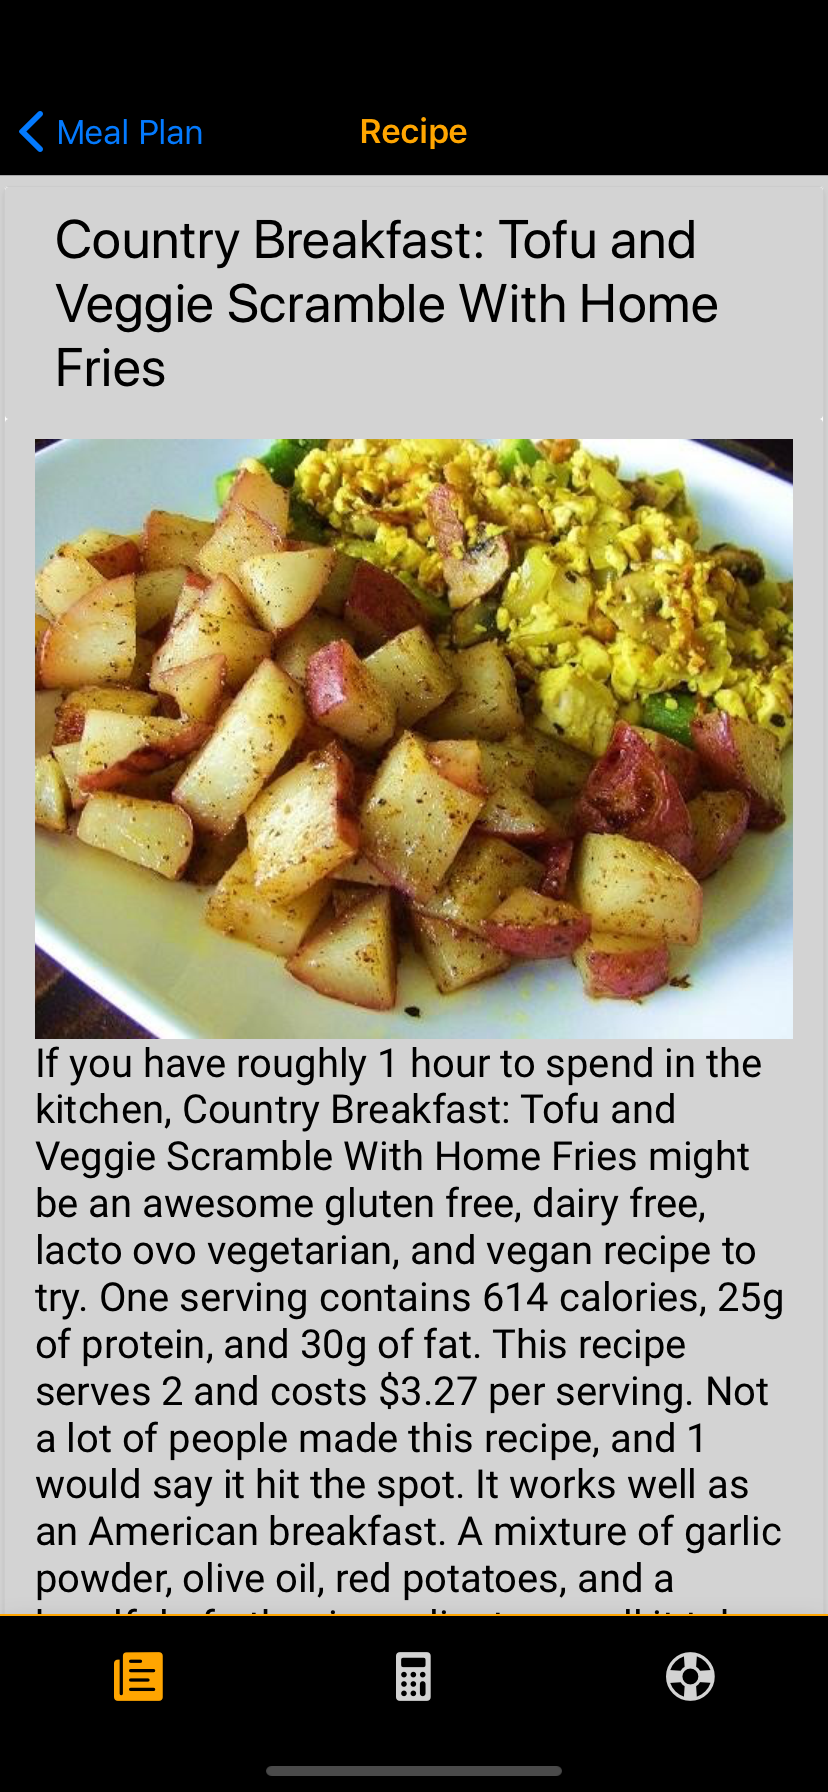 Meal Plan
Recipe
Country Breakfast: Tofu and
Veggie Scramble With Home
Fries
If you have roughly 1 hour to spend in the
kitchen, Country Breakfast: Tofu and
Veggie Scramble With Home Fries might
be an awesome gluten free, dairy free,
lacto ovo vegetarian, and vegan recipe to
try. One serving contains 614 calories, 25g
of protein, and 30g of fat. This recipe
serves 2 and costs $3.27 per serving. Not
a lot of people made this recipe, and 1
would say it hit the spot. It works well as
an American breakfast. A mixture of garlic
powder, olive oil, red potatoes, and a